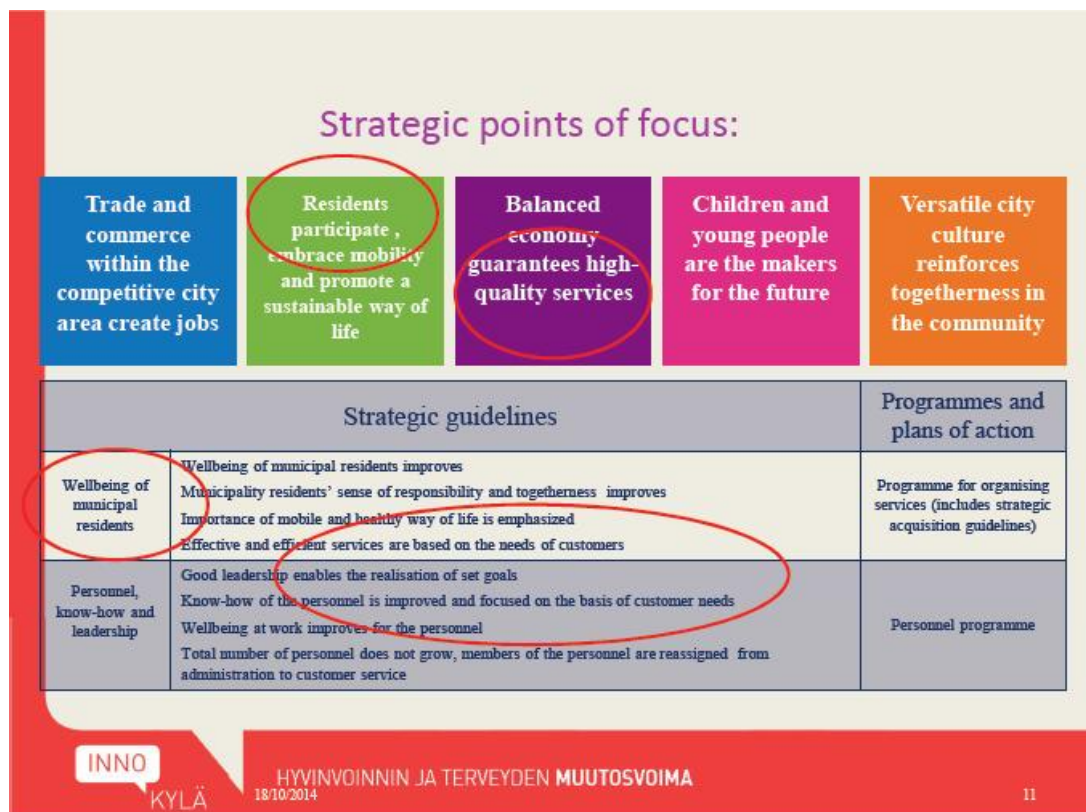 Strategic points of focus:
Trade and
commerce
within the
competitive city
area create jobs
Residents
participate ,
embrace mobility
and promote a
sustainable way of
life
Balanced
economy
guarantees high-
quality services
Children and
young people
are the makers
for the future
Versatile city
culture
reinforces
togetherness in
the community
Strategic guidelines
Programmes and
plans of action
Wellbeing of
municipal
residents
Wellbeing of municipal residents improves
Municipality residents' sense of responsibility and togetherness improves
Importance of mobile and healthy way of life is emphasized
Effective and efficient services are based on the needs of customers
Programme for organising
services (includes strategic
acquisition guidelines)
Personnel,
know-how and
leadership
Good leadership enables the realisation of set goals
Know-how of the personnel is improved and focused on the basis of customer needs
Wellbeing at work improves for the personnel
Total number of personnel does not grow, members of the personnel are reassigned from
administration to customer service
Personnel programme
INNO
KYLÄ
HYVINVOINNIN JA TERVEYDEN MUUTOSVOIMA
18/10/2014
11